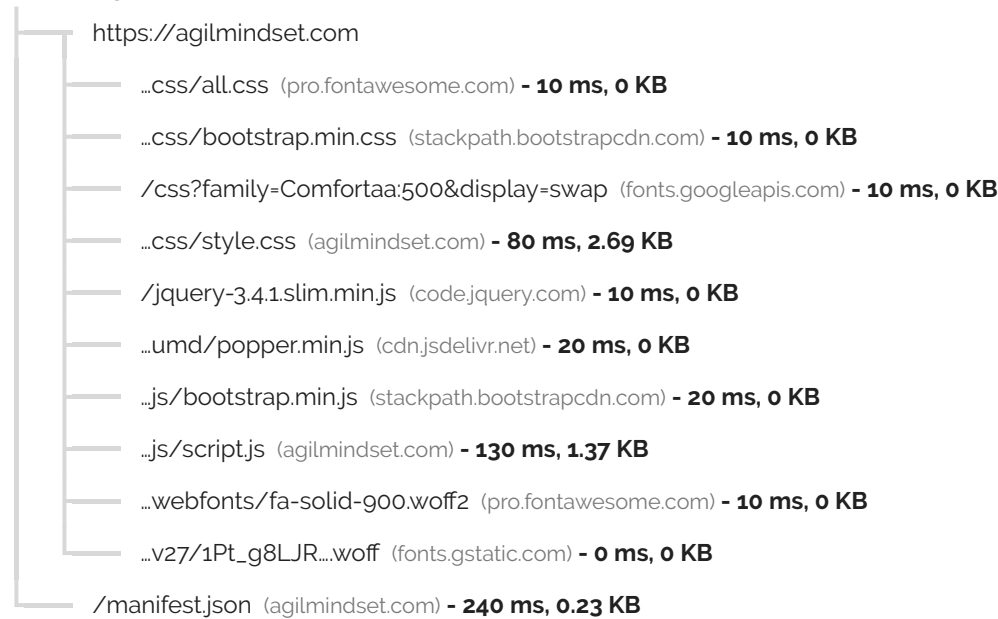 https://agilmindset.com
...css/all.css (pro.fontawesome.com) - 10 ms, 0 KB
...css/bootstrap.min.css (stackpath.bootstrapcdn.com) - 10 ms, 0 KB
/css?family=Comfortaa:500&display=swap (fonts.googleapis.com) - 10 ms, 0 KB
...css/style.css (agilmindset.com) - 80 ms, 2.69 KB
/jquery-3.4.1.slim.min.js (code.jquery.com) - 10 ms, 0 KB
...umd/popper.min.js (cdn.jsdelivr.net) - 20 ms, 0 KB
...js/bootstrap.min.js (stackpath.bootstrapcdn.com) - 20 ms, 0 KB
...js/script.js (agilmindset.com) - 130 ms, 1.37 KB
...webfonts/fa-solid-900.woff2 (pro.fontawesome.com) - 10 ms, 0 KB
...v27/1Pt_g8LJR....woff (fonts.gstatic.com) - 0 ms, 0 KB
/manifest.json (agilmindset.com) - 240 ms, 0.23 KB